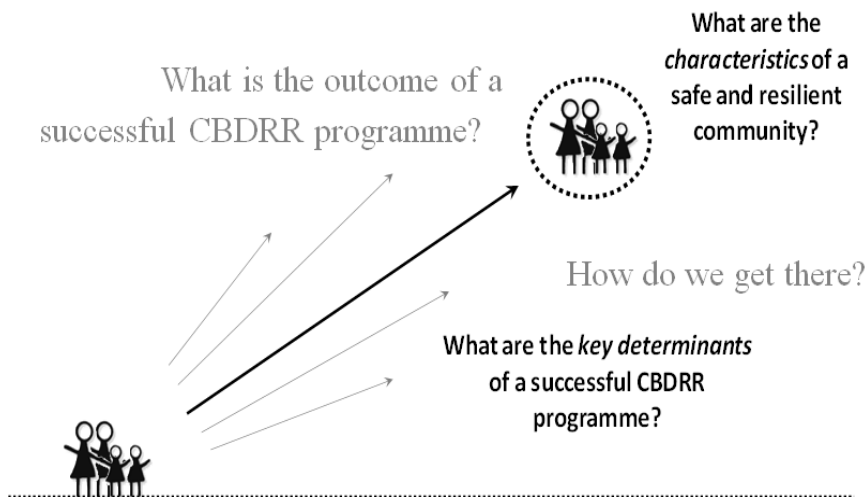 What are the
characteristics of a
safe and resilient
community?
What is the outcome of a
successful CBDRR programme?
How do we get there?
What are the key determinants
of a successful CBDRR
programme?